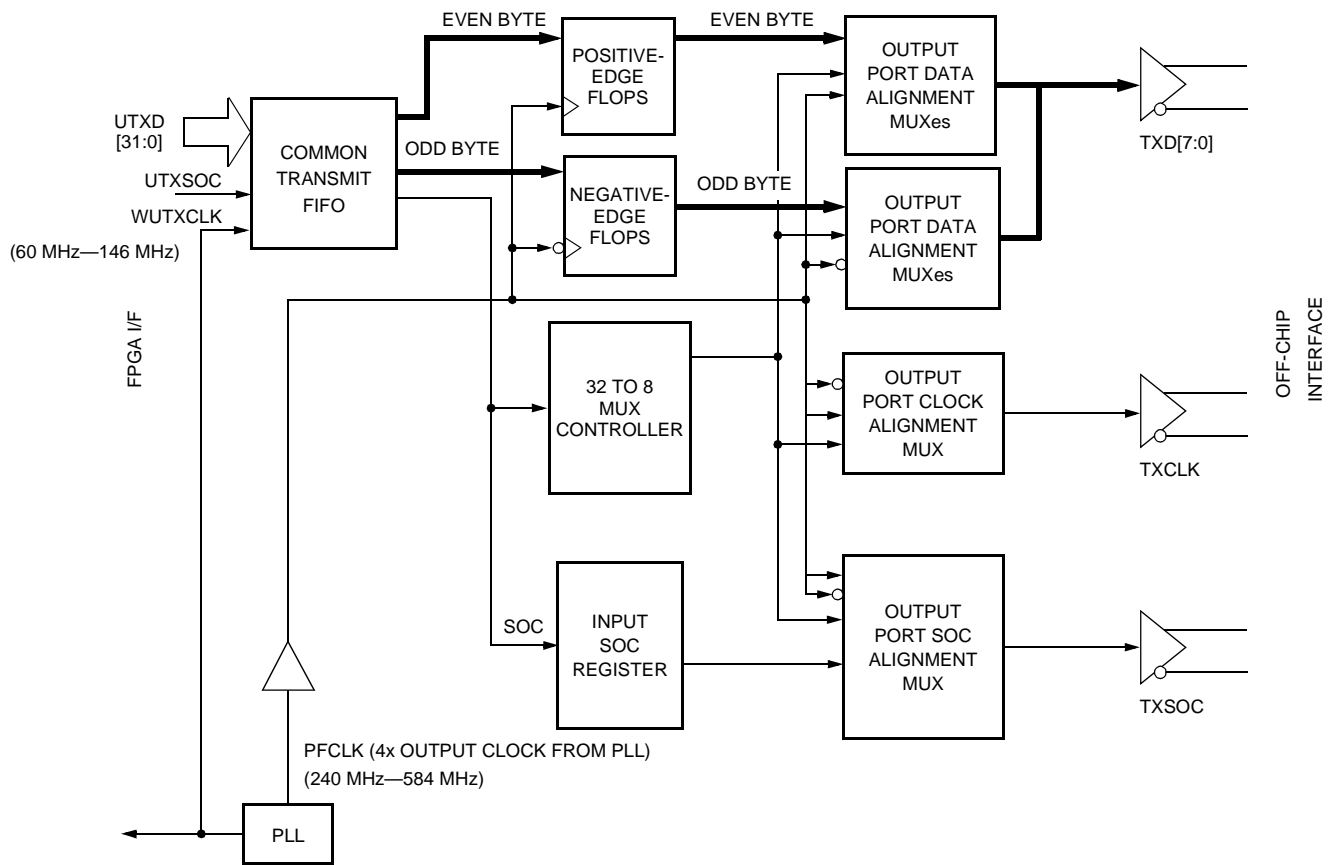 EVEN BYTE
EVEN BYTE
POSITIVE-
EDGE
FLOPS
OUTPUT
PORT DATA
ALIGNMENT
MUXes
UTXD
[31:0]
COMMON
TRANSMIT
FIFO
ODD BYTE
TXD[7:0]
UTXSOC
WUTXCLK
(60 MHz—146 MHz)
NEGATIVE-
EDGE
FLOPS
ODD BYTE
OUTPUT
PORT DATA
ALIGNMENT
MUXes
FPGA I/F
OFF-CHIP
INTERFACE
32 TO 8
MUX
CONTROLLER
OUTPUT
PORT CLOCK
ALIGNMENT
MUX
TXCLK
SOC
INPUT
SOC
REGISTER
OUTPUT
PORT SOC
ALIGNMENT
MUX
TXSOC
PFCLK (4x OUTPUT CLOCK FROM PLL)
(240 MHz—584 MHz)
PLL